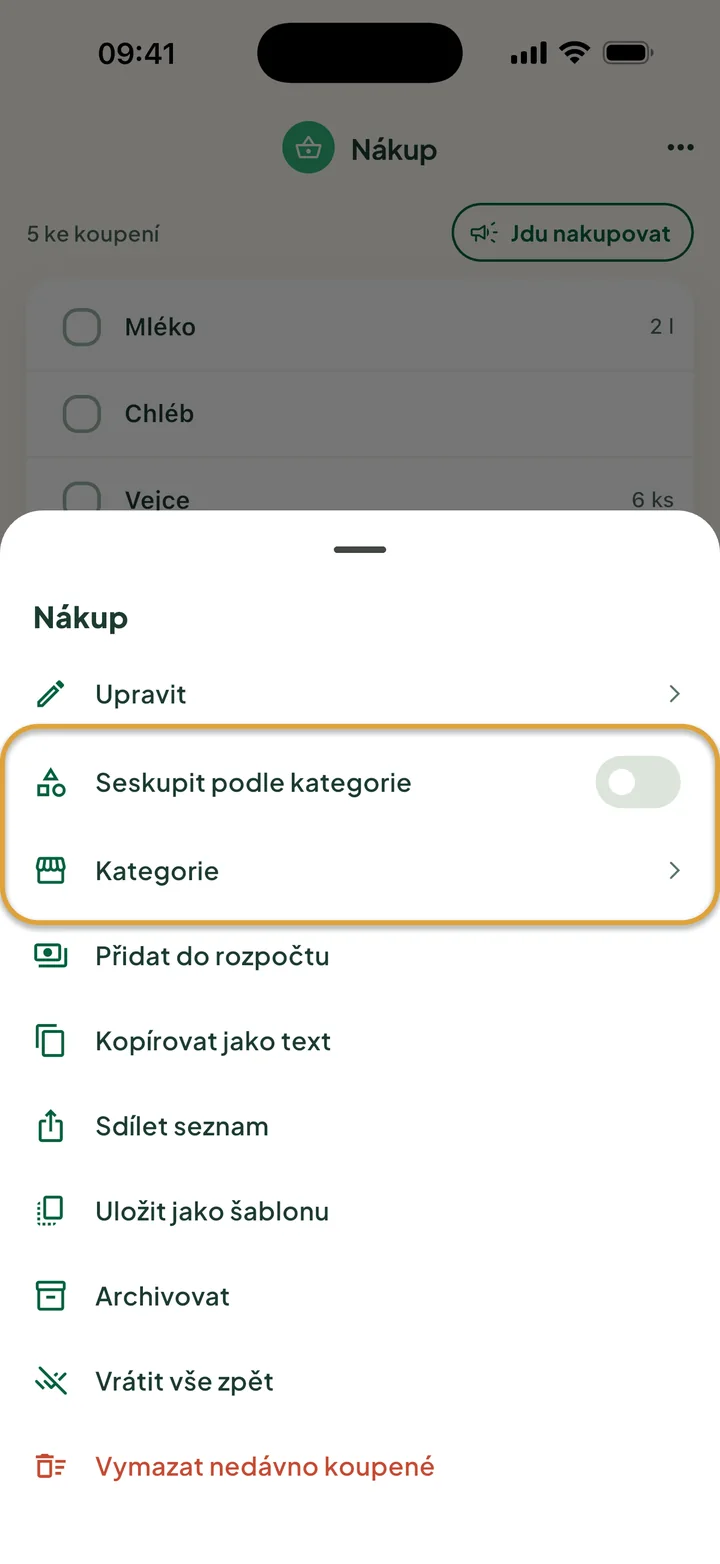 09:41
Nákup
5 ke koupení
Jdu nakupovat
Mléko 2 l
Chléb
Vejce 6 ks
Nákup
Upravit
Seskupit podle kategorie
Kategorie
Přidat do rozpočtu
Kopírovat jako text
Sdílet seznam
Uložit jako šablonu
Archivovat
Vrátit vše zpět
Vymazat nedávno koupené